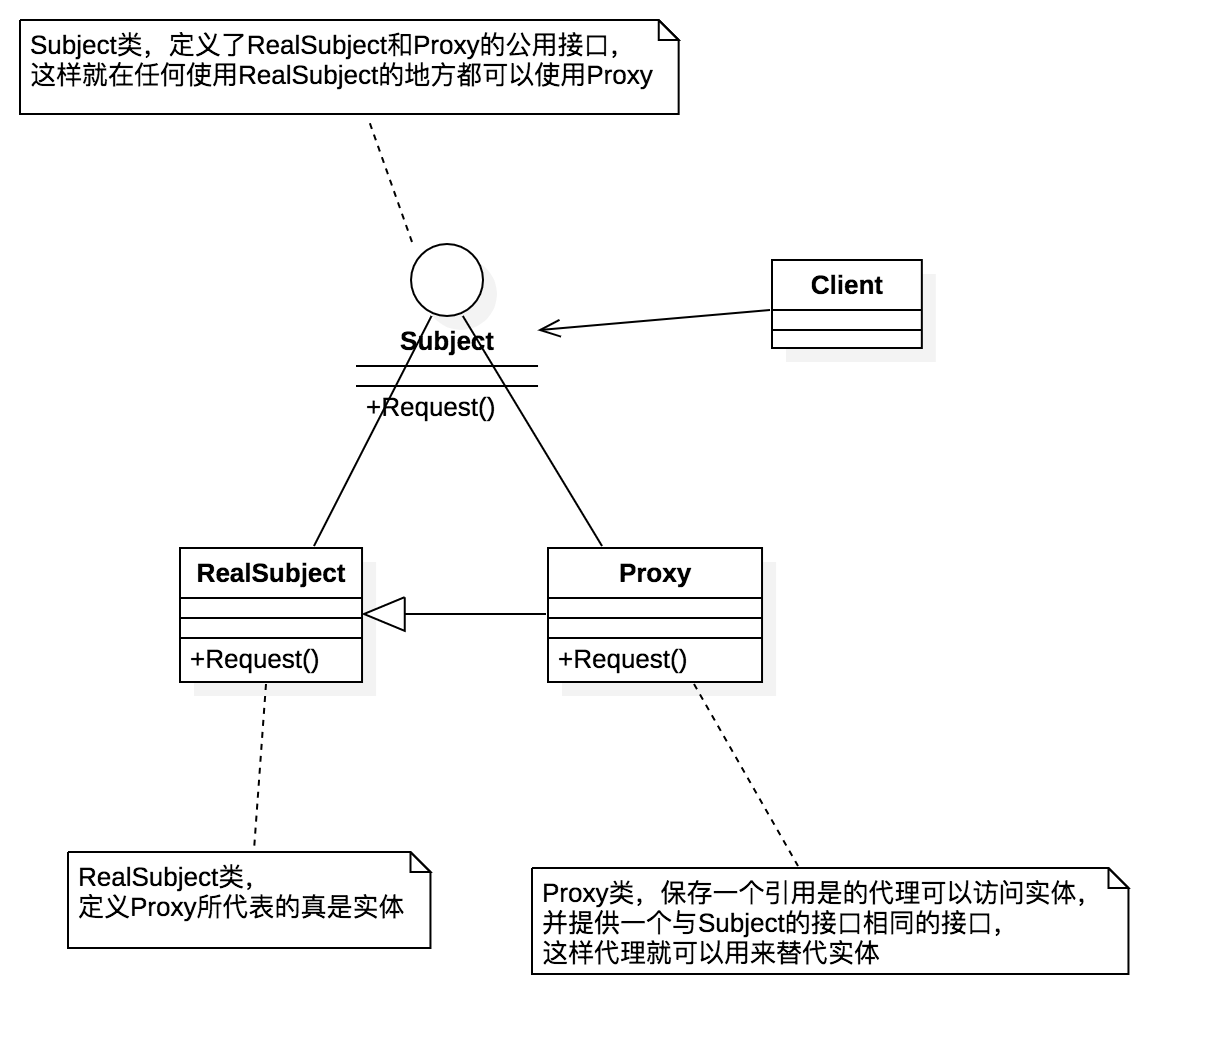 Subject类，定义了RealSubject和Proxy的公用接口，
这样就在任何使用RealSubject的地方都可以使用Proxy
Client
Subject
+Request()
RealSubject
+Request()
Proxy
+Request()
RealSubject类，
定义Proxy所代表的真是实体
Proxy类，保存一个引用是的代理可以访问实体，
并提供一个与Subject的接口相同的接口，
这样代理就可以用来替代实体